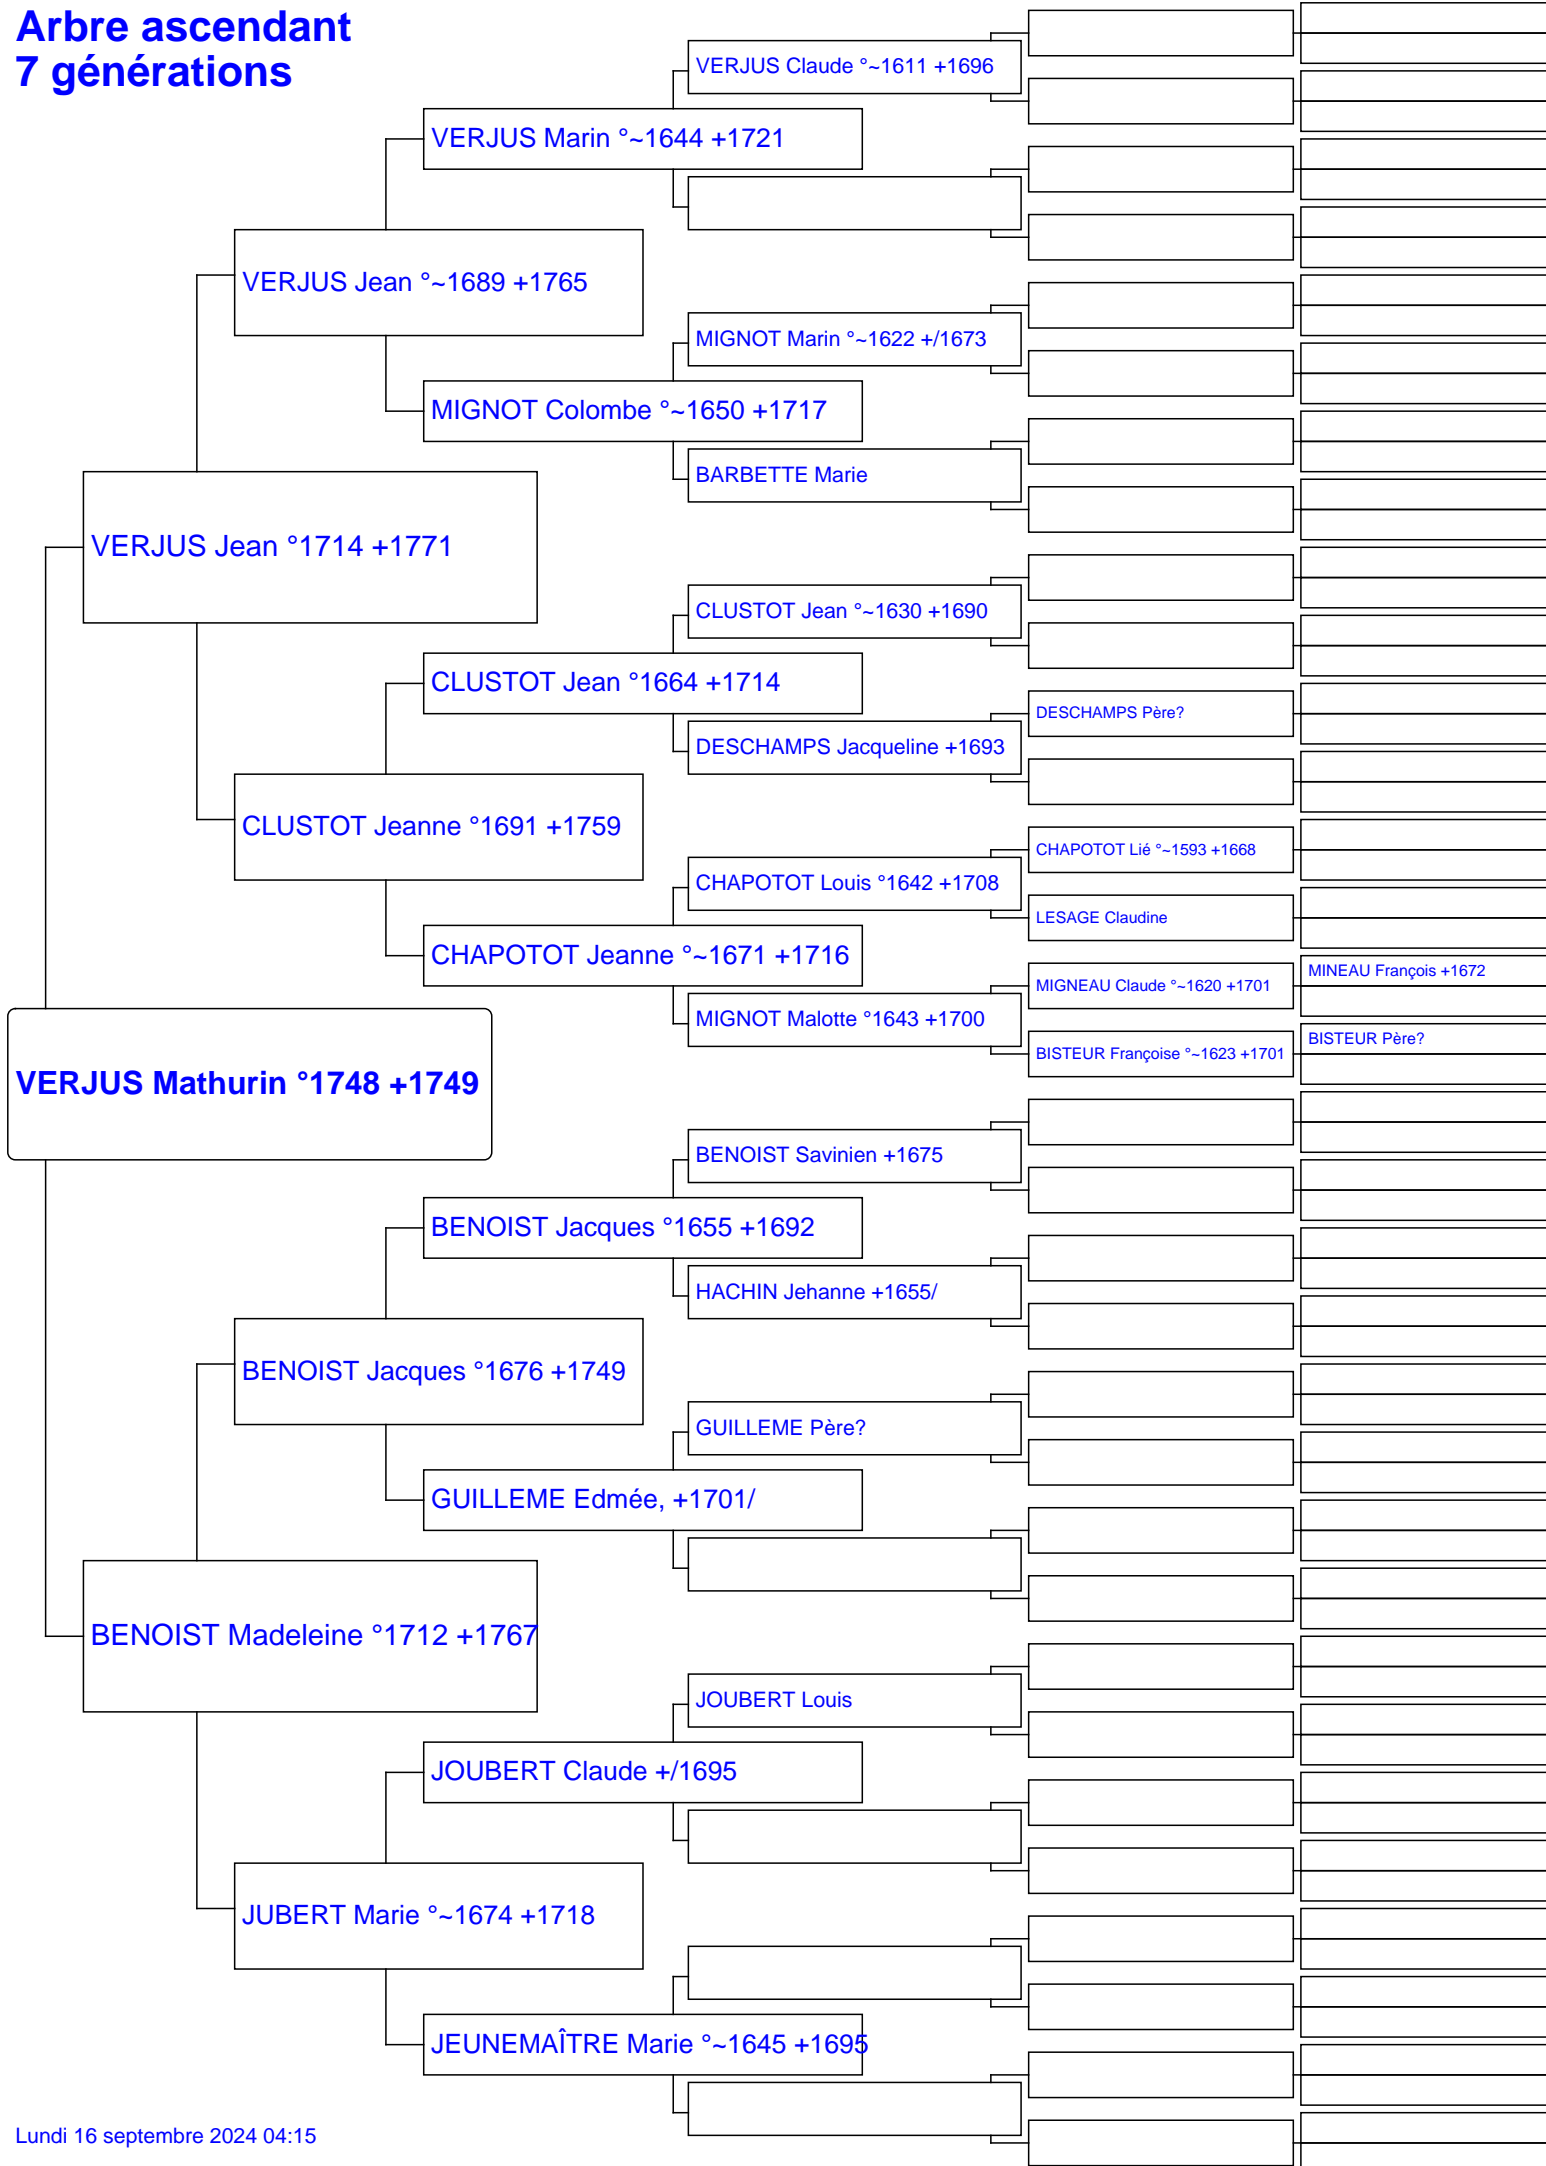 Arbre ascendant
7 générations
VERJUS Claude °~1611 +1696
VERJUS Marin °~1644 +1721
VERJUS Jean °~1689 +1765
MIGNOT Marin °~1622 +/1673
MIGNOT Colombe °~1650 +1717
BARBETTE Marie
VERJUS Jean °1714 +1771
CLUSTOT Jean °~1630 +1690
CLUSTOT Jean °1664 +1714
DESCHAMPS Père?
DESCHAMPS Jacqueline +1693
CLUSTOT Jeanne °1691 +1759
CHAPOTOT Lié °~1593 +1668
CHAPOTOT Louis °1642 +1708
LESAGE Claudine
CHAPOTOT Jeanne °~1671 +1716
MINEAU François +1672
MIGNEAU Claude °~1620 +1701
MIGNOT Malotte °1643 +1700
BISTEUR Père?
BISTEUR Françoise °~1623 +1701
VERJUS Mathurin °1748 +1749
BENOIST Savinien +1675
BENOIST Jacques °1655 +1692
HACHIN Jehanne +1655/
BENOIST Jacques °1676 +1749
GUILLEME Père?
GUILLEME Edmée, +1701/
BENOIST Madeleine °1712 +1767
JOUBERT Louis
JOUBERT Claude +/1695
JUBERT Marie °~1674 +1718
JEUNEMAÎTRE Marie °~1645 +1695
Lundi 16 septembre 2024 04:15